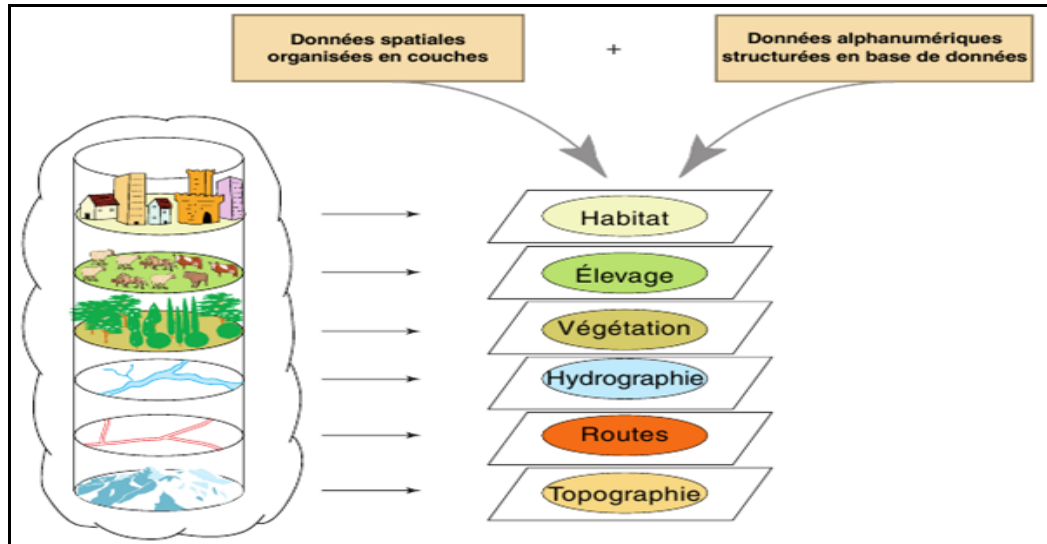 Données spatiales
organisées en couches
+
Données alphanumériques
structurées en base de données
Habitat
Élevage
Végétation
Hydrographie
Routes
Topographie